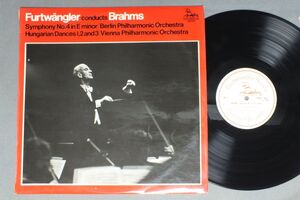 Furtwängler conducts Brahms
Symphony No.4 in E minor Berlin Philharmonic Orchestra
Hungarian Dances 1,2 and 3 Vienna Philharmonic Orchestra